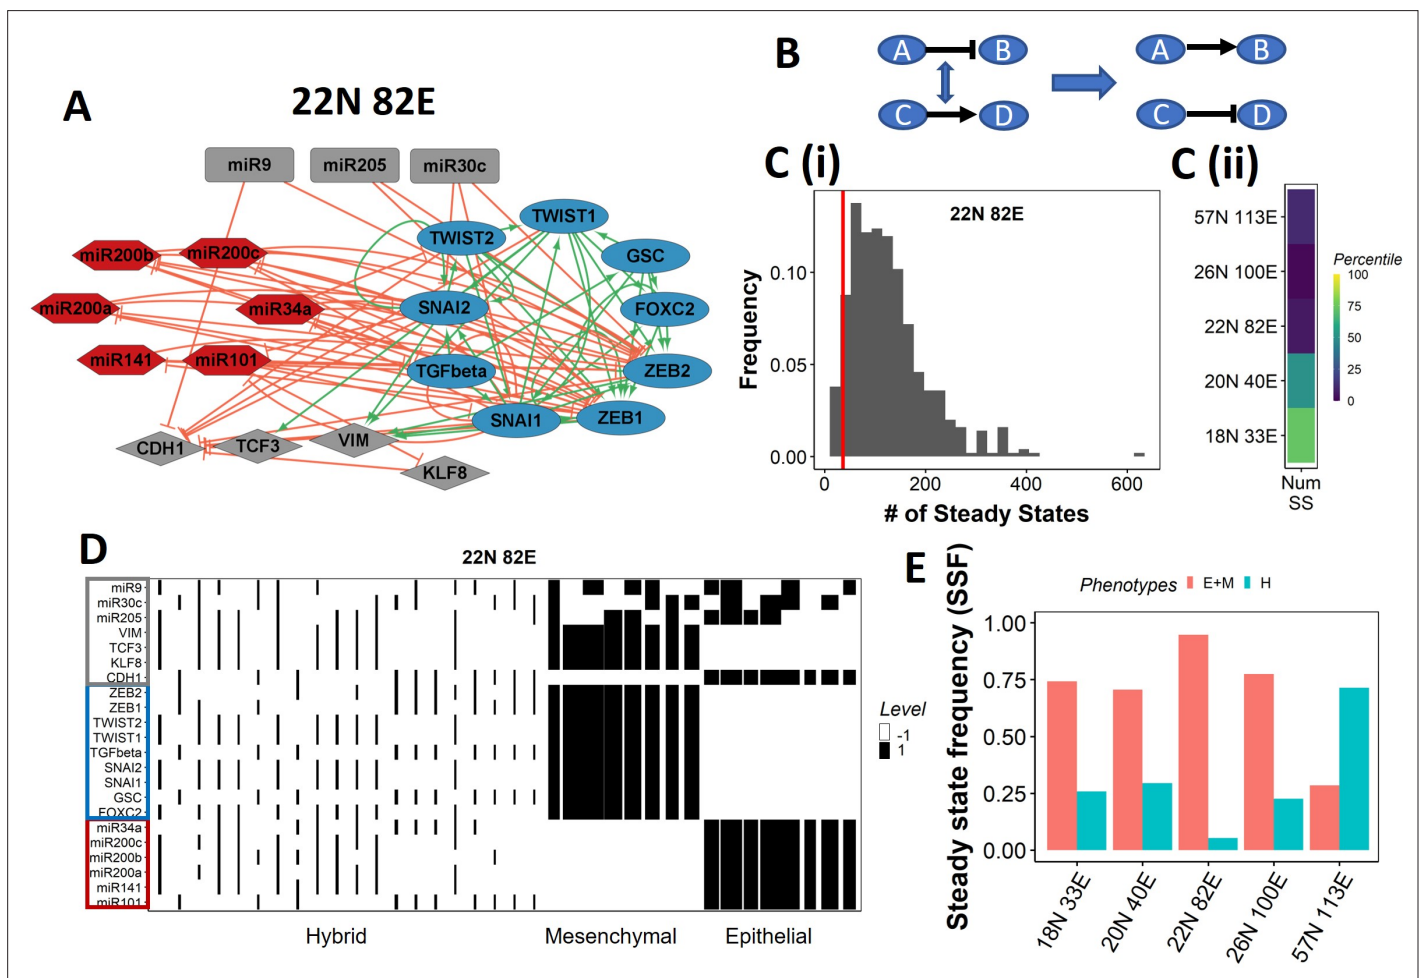 A
22N 82E
miR9
miR205
miR30c
TWIST1
TWIST2
GSC
miR200b
miR200c
SNAI2
FOXC2
miR200a
miR34a
miR141
miR101
TGFbeta
ZEB2
SNAI1
ZEB1
CDH1
TCF3
VIM
KLF8
B
A
B
C
D
A
B
C
D
C (i)
22N 82E
Frequency
0.10
0.05
0.00
0
200
400
600
# of Steady States
C (ii)
57N 113E
26N 100E
22N 82E
20N 40E
18N 33E
Num
SS
Percentile
100
75
50
25
0
D
22N 82E
miR9
miR30c
miR205
VIM
TCF3
KLF8
CDH1
ZEB2
ZEB1
TWIST2
TWIST1
TGFbeta
SNAI2
SNAI1
GSC
FOXC2
miR34a
miR200c
miR200b
miR200a
miR141
miR101
Hybrid
Mesenchymal
Epithelial
Level
-1
1
E
Phenotypes E+M H
Steady state frequency (SSF)
1.00
0.75
0.50
0.25
0.00
18N 33E
20N 40E
22N 82E
26N 100E
57N 113E